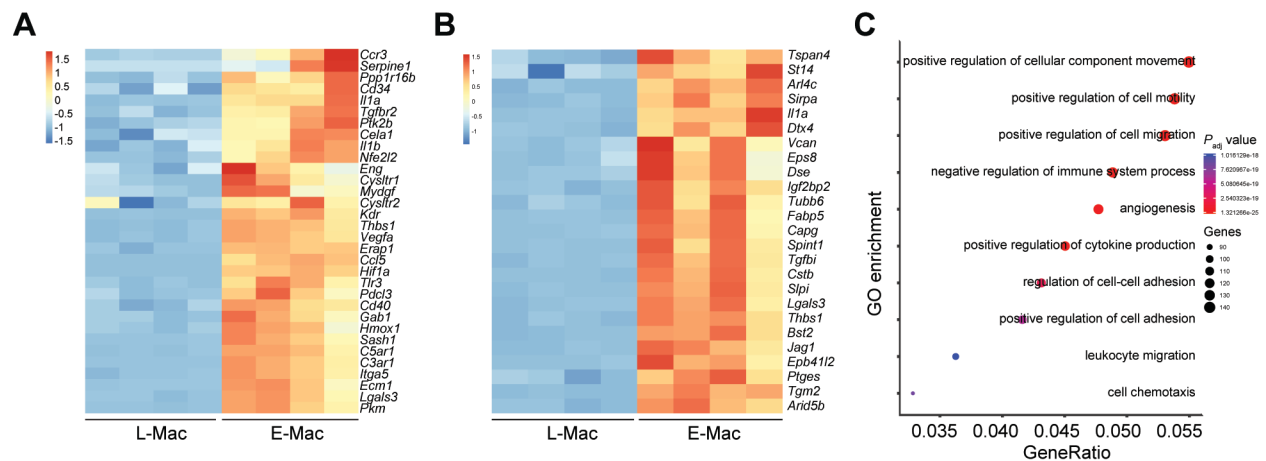 A
1.5
1
0.5
0
-0.5
-1
-1.5
Ccr3
Serpine1
Ppp1r16b
Cd34
Il1a
Tgfbr2
Ptk2b
Cela1
Il1b
Nfe2l2
Eng
Cysltr1
Mydgf
Cysltr2
Kdr
Thbs1
Vegfa
Erap1
Ccl5
Hif1a
Tlr3
Pdcl3
Cd40
Gab1
Hmox1
Sash1
C5ar1
C3ar1
Itga5
Ecm1
Lgals3
Pkm
L-Mac
E-Mac
B
1.5
1
0.5
0
-0.5
-1
Tspan4
St14
Arl4c
Sirpa
Il1a
Dtx4
Vcan
Eps8
Dse
Igf2bp2
Tubb6
Fabp5
Capg
Spint1
Tgfbi
Cstb
Slpi
Lgals3
Thbs1
Bst2
Jag1
Epb41l2
Ptges
Tgm2
Arid5b
L-Mac
E-Mac
C
GO enrichment
positive regulation of cellular component movement
positive regulation of cell motility
positive regulation of cell migration
negative regulation of immune system process
angiogenesis
positive regulation of cytokine production
regulation of cell-cell adhesion
positive regulation of cell adhesion
leukocyte migration
cell chemotaxis
0.035 0.040 0.045 0.050 0.055
GeneRatio
Padj value
1.016129e-18
7.620967e-19
5.080645e-19
2.540323e-19
1.321266e-25
Genes
90
100
110
120
130
140